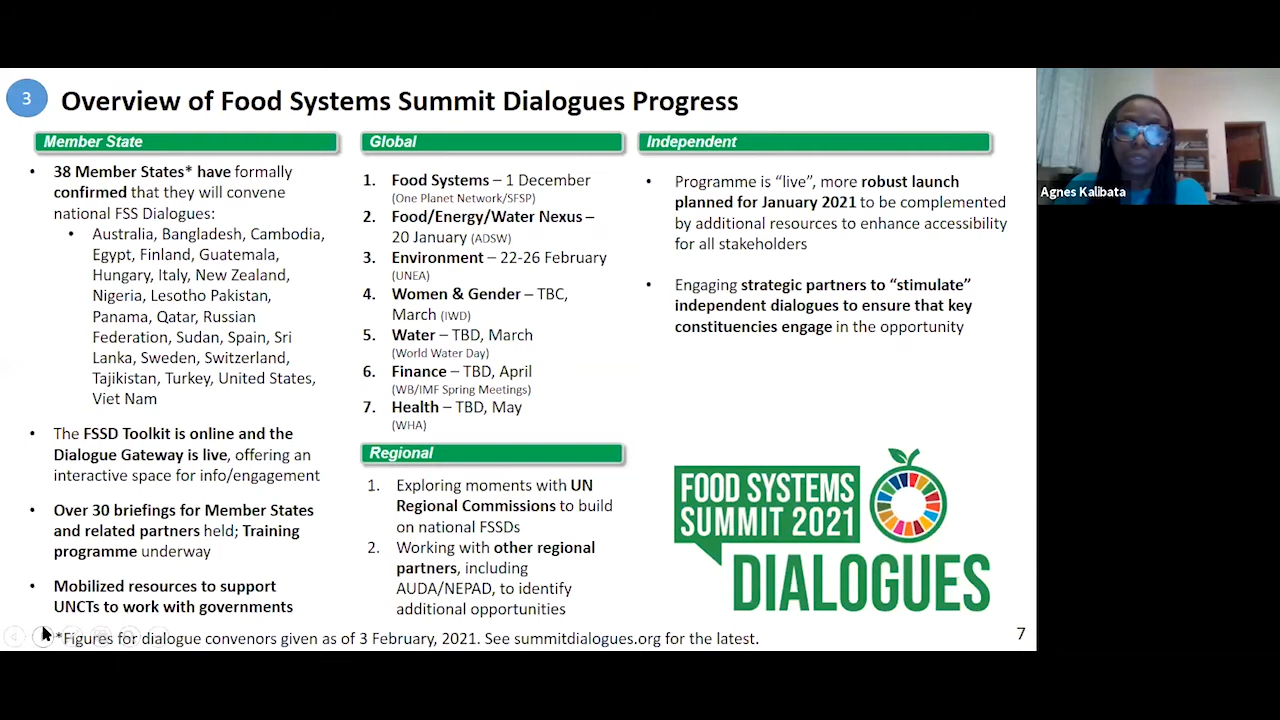 3
Overview of Food Systems Summit Dialogues Progress
Member State
• 38 Member States* have formally
confirmed that they will convene
national FSS Dialogues:
• Australia, Bangladesh, Cambodia,
Egypt, Finland, Guatemala,
Hungary, Italy, New Zealand,
Nigeria, Lesotho Pakistan,
Panama, Qatar, Russian
Federation, Sudan, Spain, Sri
Lanka, Sweden, Switzerland,
Tajikistan, Turkey, United States,
Viet Nam
• The FSSD Toolkit is online and the
Dialogue Gateway is live, offering an
interactive space for info/engagement
• Over 30 briefings for Member States
and related partners held; Training
programme underway
• Mobilized resources to support
UNCTs to work with governments
Global
1. Food Systems – 1 December
(One Planet Network/SFSP)
2. Food/Energy/Water Nexus –
20 January (ADSW)
3. Environment – 22-26 February
(UNEA)
4. Women & Gender – TBC,
March (IWD)
5. Water – TBD, March
(World Water Day)
6. Finance – TBD, April
(WB/IMF Spring Meetings)
7. Health – TBD, May
(WHA)
Regional
1. Exploring moments with UN
Regional Commissions to build
on national FSSDs
2. Working with other regional
partners, including
AUDA/NEPAD, to identify
additional opportunities
Independent
• Programme is “live”, more robust launch
planned for January 2021 to be complemented
by additional resources to enhance accessibility
for all stakeholders
• Engaging strategic partners to “stimulate”
independent dialogues to ensure that key
constituencies engage in the opportunity
FOOD SYSTEMS
SUMMIT 2021
DIALOGUES
*Figures for dialogue convenors given as of 3 February, 2021. See summitdialogues.org for the latest.
7
Agnes Kalibata